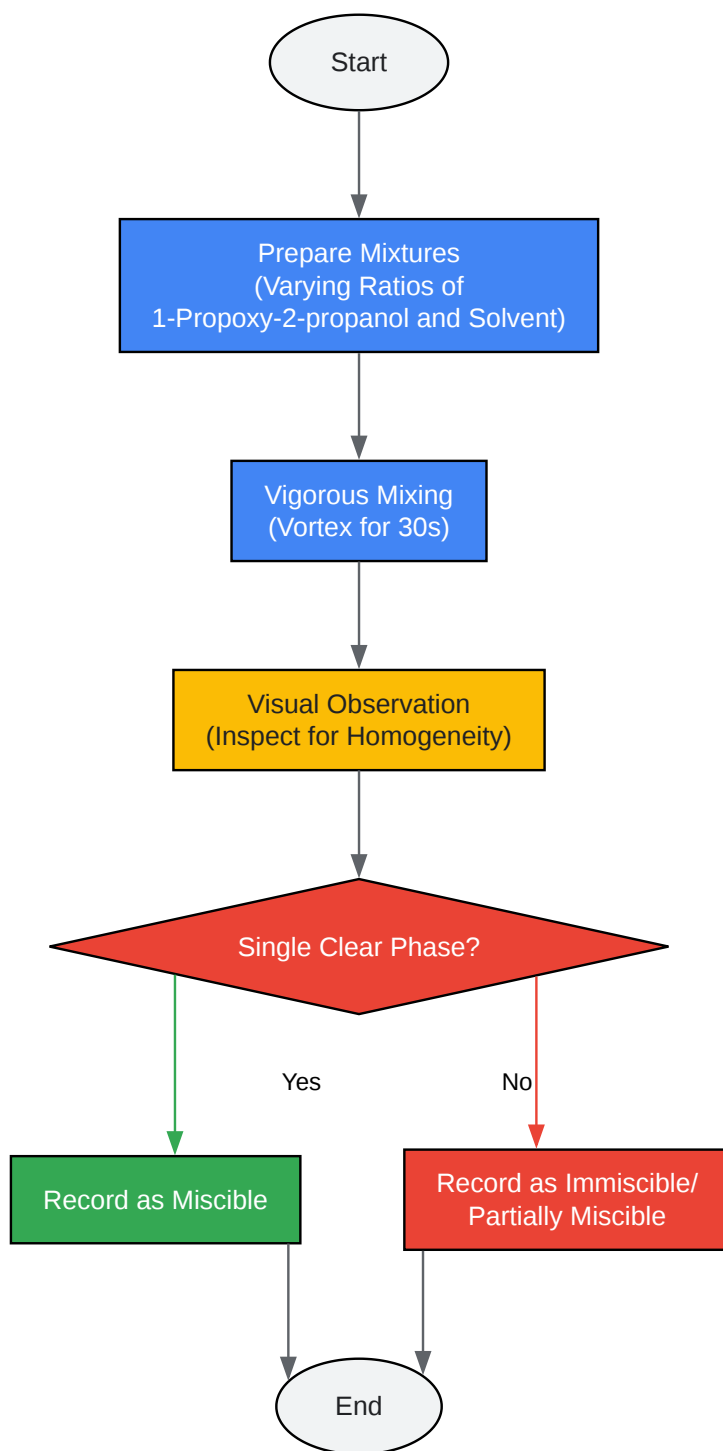 Start
Prepare Mixtures
(Varying Ratios of
1-Propoxy-2-propanol and Solvent)
Vigorous Mixing
(Vortex for 30s)
Visual Observation
(Inspect for Homogeneity)
Single Clear Phase?
Yes
No
Record as Miscible
Record as Immiscible/
Partially Miscible
End